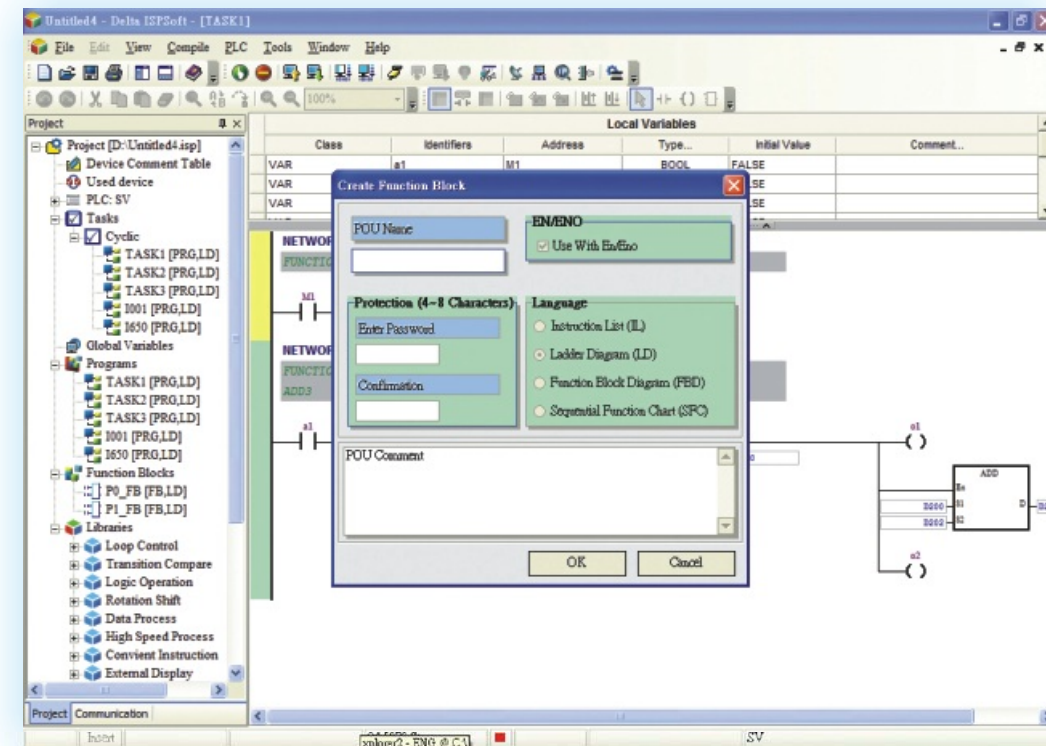 Untitled4 - Delta ISPSoft - [TASK1]
File Edit View Compile PLC Tools Window Help
100%
Project
Project [D:\Untitled4.isp]
Device Comment Table
Used device
PLC: SV
Tasks
Cyclic
TASK1 [PRG,LD]
TASK2 [PRG,LD]
TASK3 [PRG,LD]
I001 [PRG,LD]
I650 [PRG,LD]
Global Variables
Programs
TASK1 [PRG,LD]
TASK2 [PRG,LD]
TASK3 [PRG,LD]
I001 [PRG,LD]
I650 [PRG,LD]
Function Blocks
P0_FB [FB,LD]
P1_FB [FB,LD]
Libraries
Loop Control
Transition Compare
Logic Operation
Rotation Shift
Data Process
High Speed Process
Convient Instruction
External Display
Project Communication
Local Variables
Class Identifiers Address Type... Initial Value Comment...
VAR a1 M1 BOOL FALSE
VAR
VAR
NETWOR
FUNCTIO
M1
NETWOR
FUNCTIO
ADD3
a1
Create Function Block
POU Name
EN/ENO
Use With En/Eno
Protection (4~8 Characters)
Enter Password
Confirmation
Language
Instruction List (IL)
Ladder Diagram (LD)
Function Block Diagram (FBD)
Sequential Function Chart (SFC)
POU Comment
OK Cancel
ADD
En
S1
S2
D
D200
D202
Insert
xplorer2 - ENG @ C:\
SV